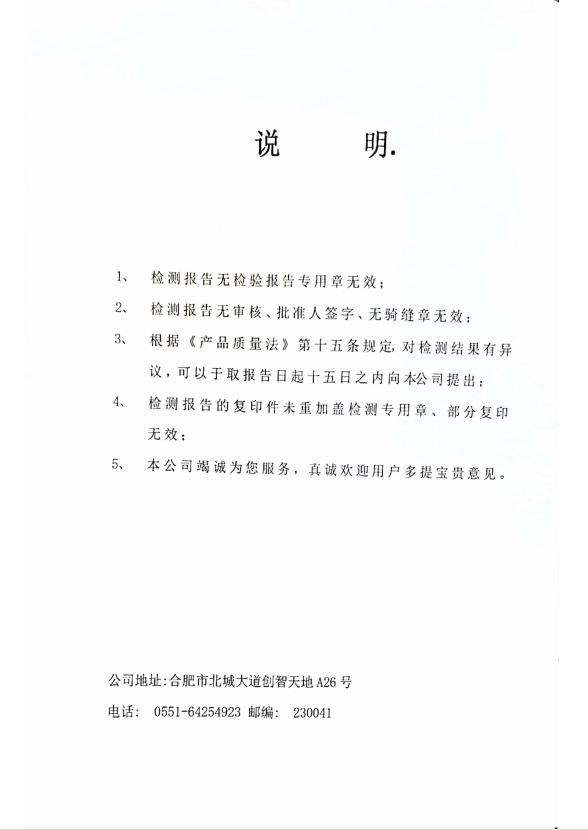 说 明.
1、 检测报告无检验报告专用章无效；
2、 检测报告无审核、批准人签字、无骑缝章无效；
3、 根据《产品质量法》第十五条规定,对检测结果有异
议,可以于取报告日起十五日之内向本公司提出；
4、 检测报告的复印件未重加盖检测专用章、部分复印
无效；
5、 本公司竭诚为您服务，真诚欢迎用户多提宝贵意见。
公司地址:合肥市北城大道创智天地A26号
电话: 0551-64254923 邮编: 230041